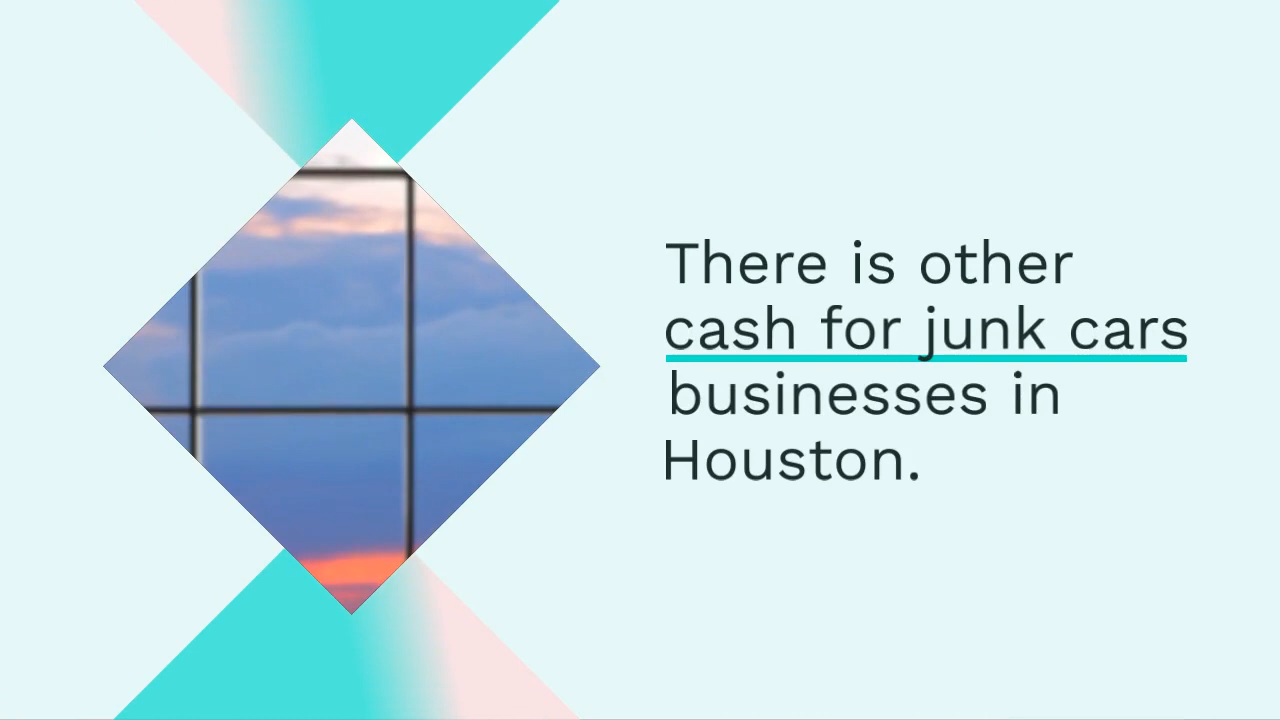 There is other
cash for junk cars
businesses in
Houston.